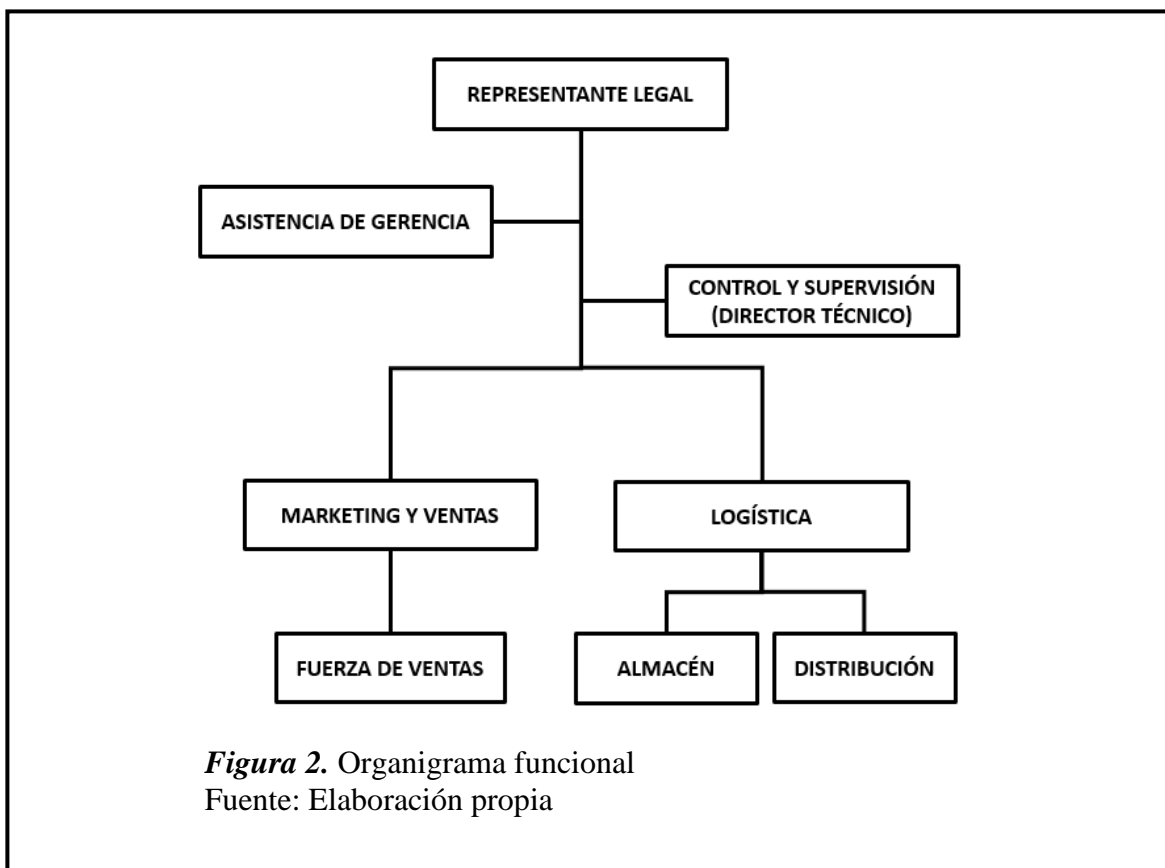 REPRESENTANTE LEGAL
ASISTENCIA DE GERENCIA
CONTROL Y SUPERVISIÓN
(DIRECTOR TÉCNICO)
MARKETING Y VENTAS
LOGÍSTICA
FUERZA DE VENTAS
ALMACÉN
DISTRIBUCIÓN
Figura 2. Organigrama funcional
Fuente: Elaboración propia